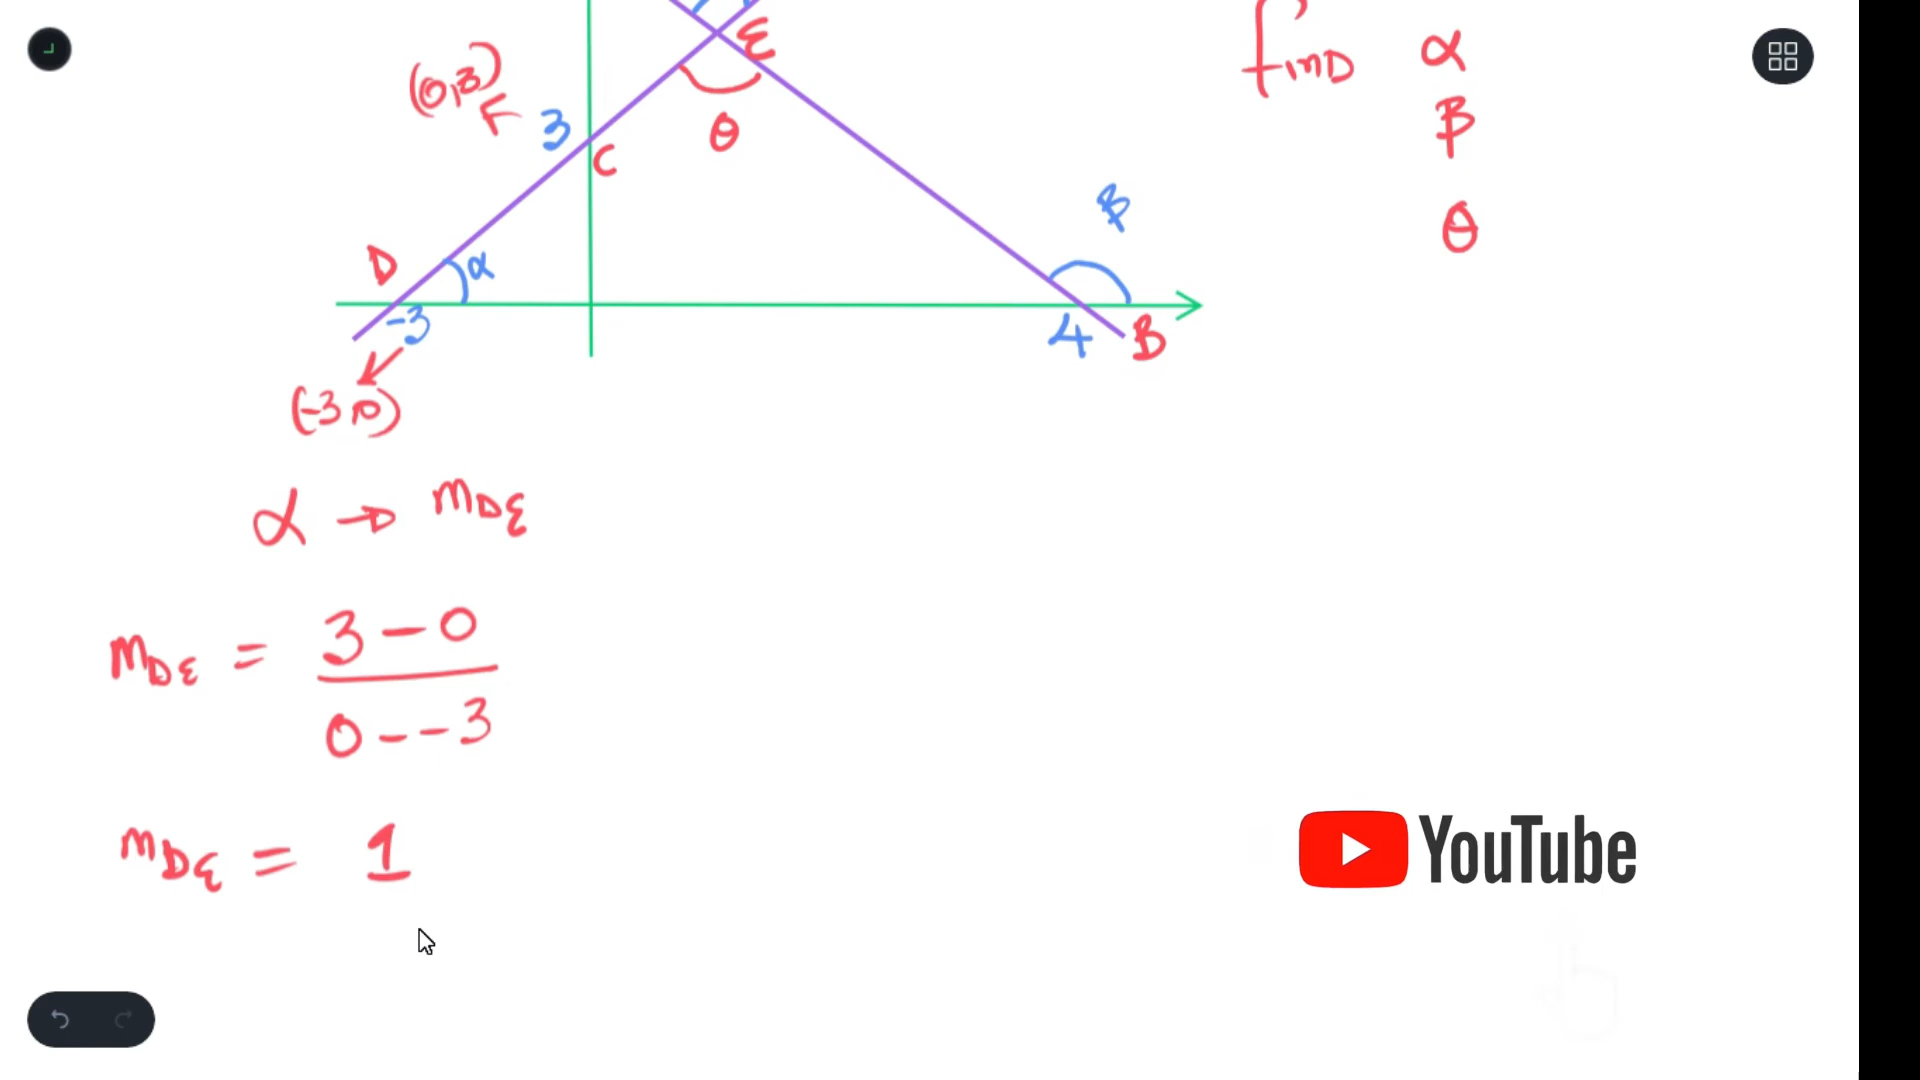 find α
β
θ
(0,3)
3
C
E
θ
D
α
-3
β
4
B
(-3,0)
α → mDE
mDE = 3 - 0
0 - -3
mDE = 1
YouTube